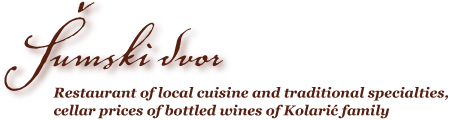 Šumski dvor
Restaurant of local cuisine and traditional specialties,
cellar prices of bottled wines of Kolarić family